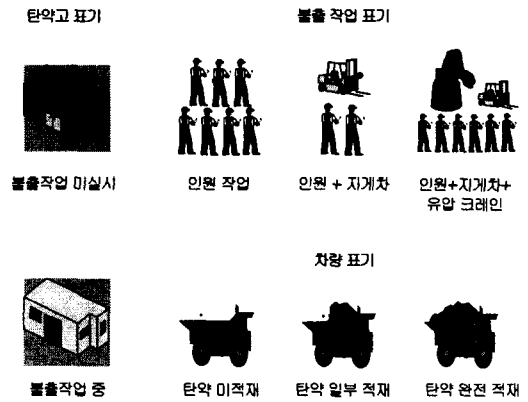 탄약고 표기
불출 작업 표기
불출작업 미실시
인원 작업
인원 + 지게차
인원+지게차+
유압 크레인
차량 표기
불출작업 중
탄약 미적재
탄약 일부 적재
탄약 완전 적재